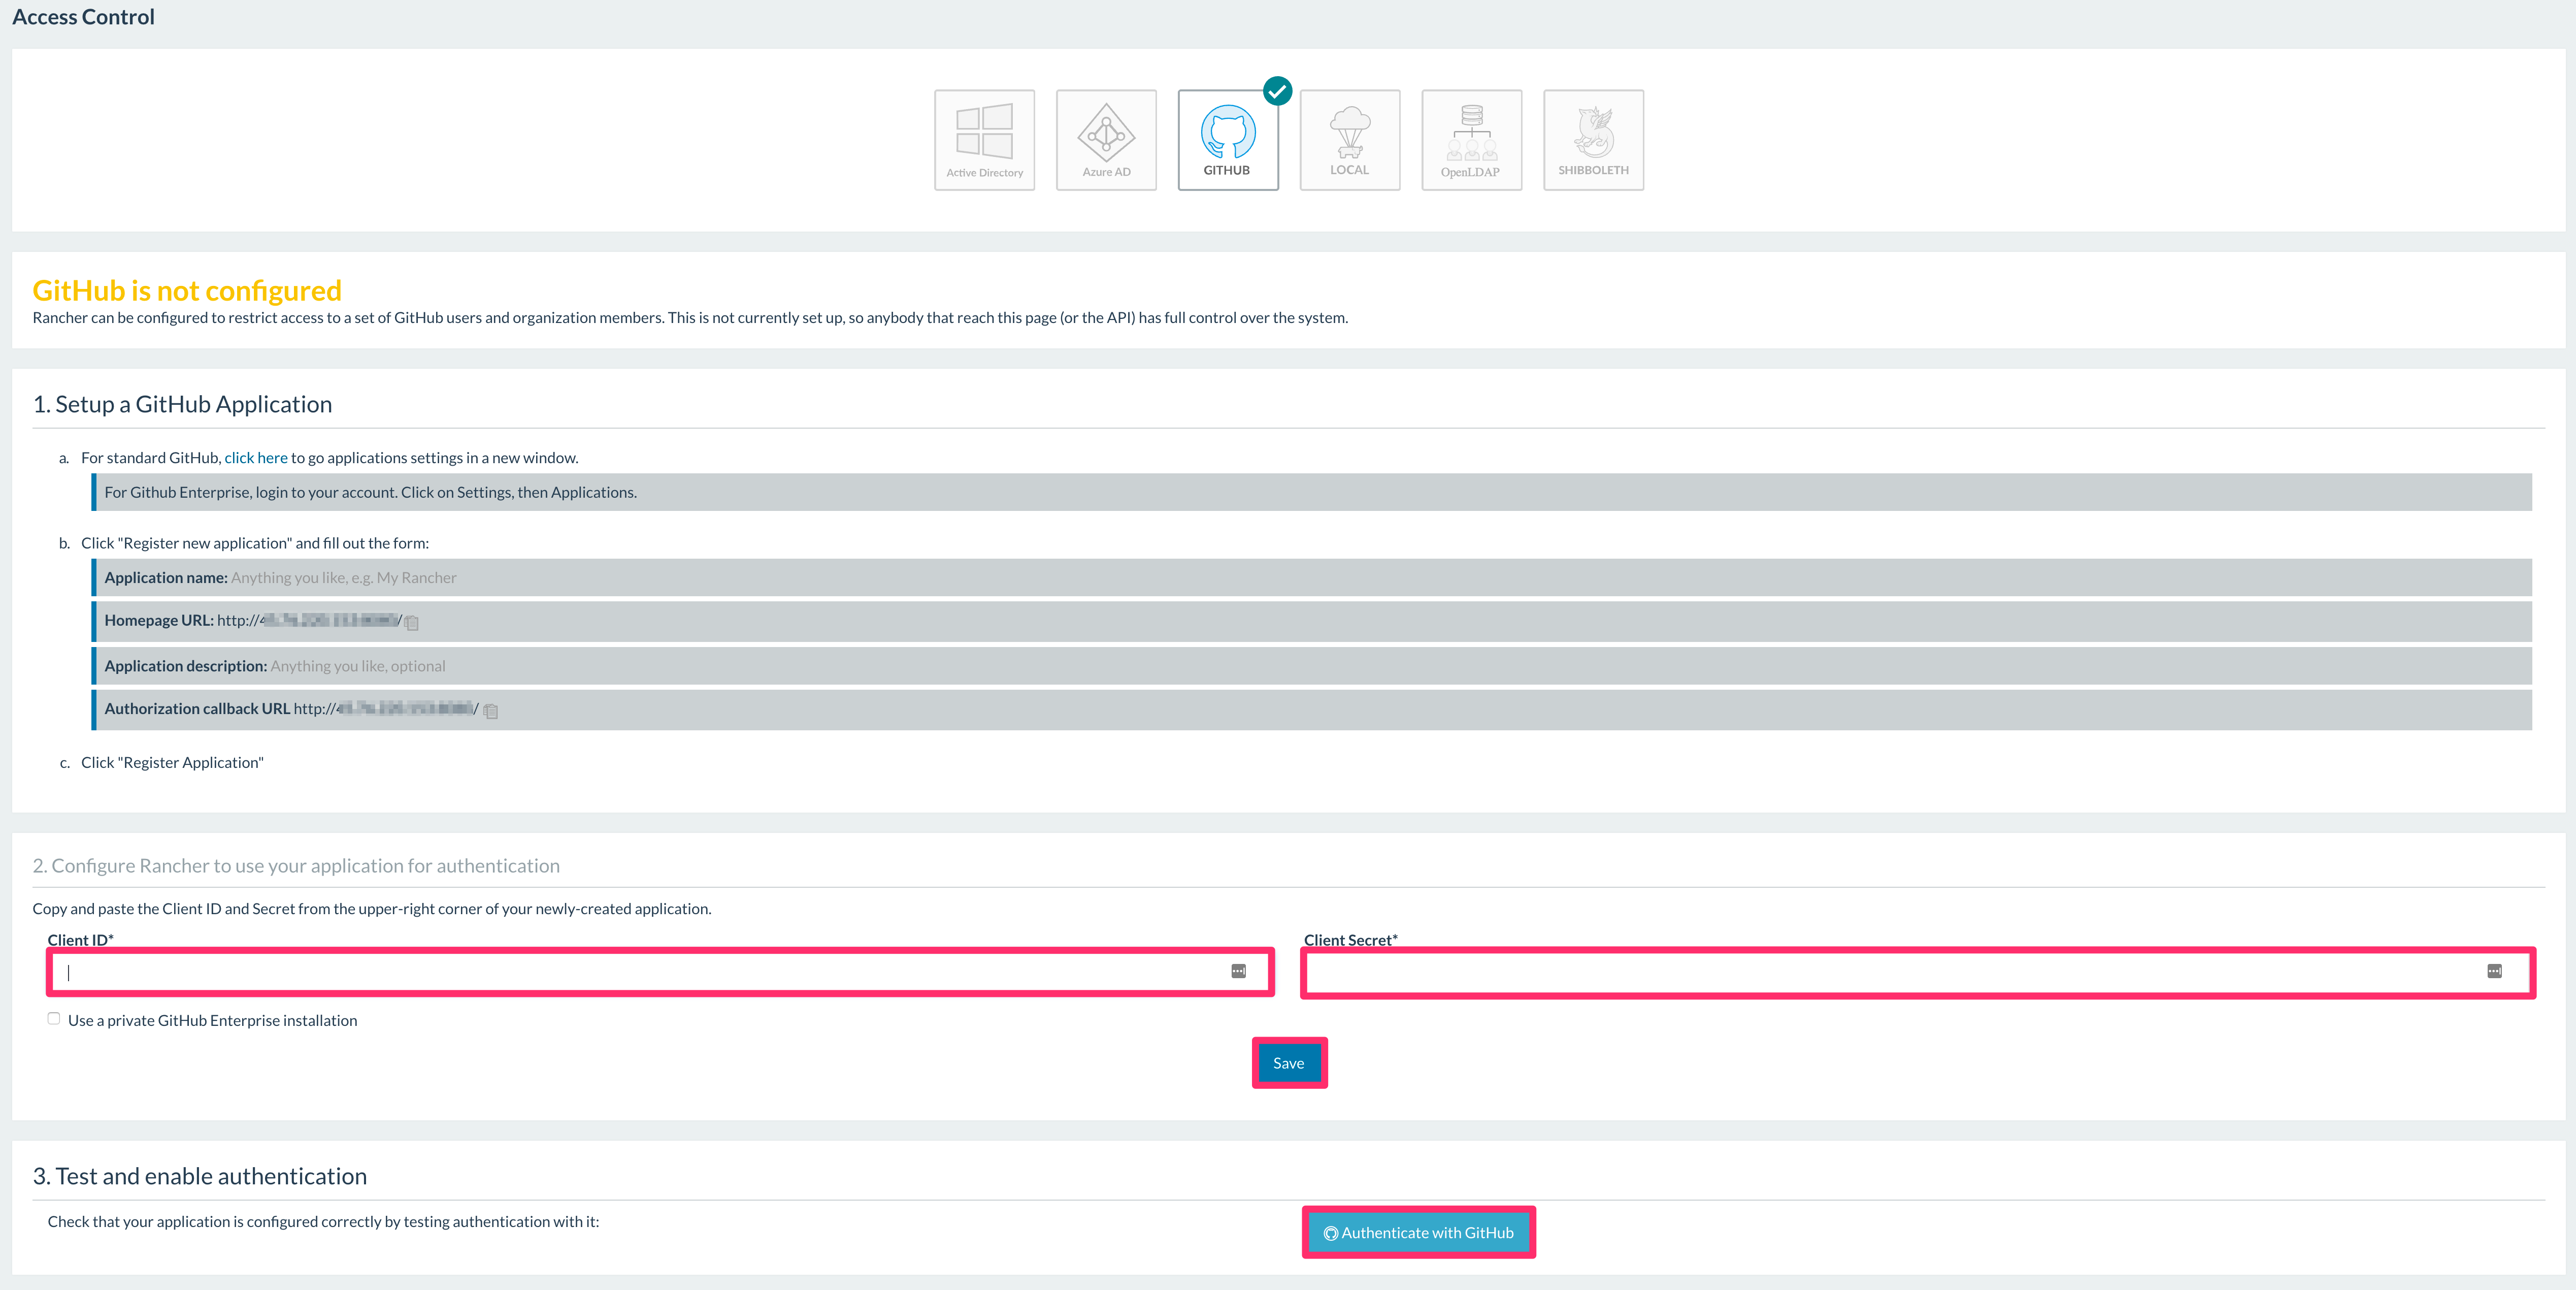 Access Control
Active Directory
Azure AD
GITHUB
LOCAL
OpenLDAP
SHIBBOLETH
GitHub is not configured
Rancher can be configured to restrict access to a set of GitHub users and organization members. This is not currently set up, so anybody that reach this page (or the API) has full control over the system.
1. Setup a GitHub Application
a. For standard GitHub, click here to go applications settings in a new window.
For Github Enterprise, login to your account. Click on Settings, then Applications.
b. Click "Register new application" and fill out the form:
Application name: Anything you like, e.g. My Rancher
Homepage URL: http://
Application description: Anything you like, optional
Authorization callback URL http://
c. Click "Register Application"
2. Configure Rancher to use your application for authentication
Copy and paste the Client ID and Secret from the upper-right corner of your newly-created application.
Client ID*
Client Secret*
Use a private GitHub Enterprise installation
Save
3. Test and enable authentication
Check that your application is configured correctly by testing authentication with it:
Authenticate with GitHub